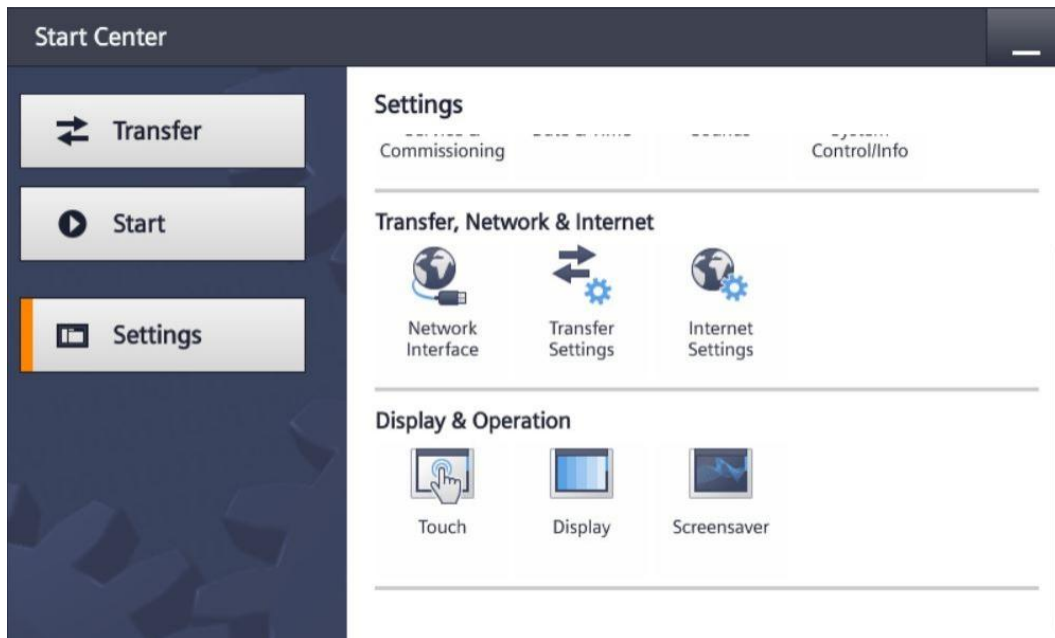 Start Center
Transfer
Start
Settings
Settings
Commissioning
Control/Info
Transfer, Network & Internet
Network
Interface
Transfer
Settings
Internet
Settings
Display & Operation
Touch
Display
Screensaver